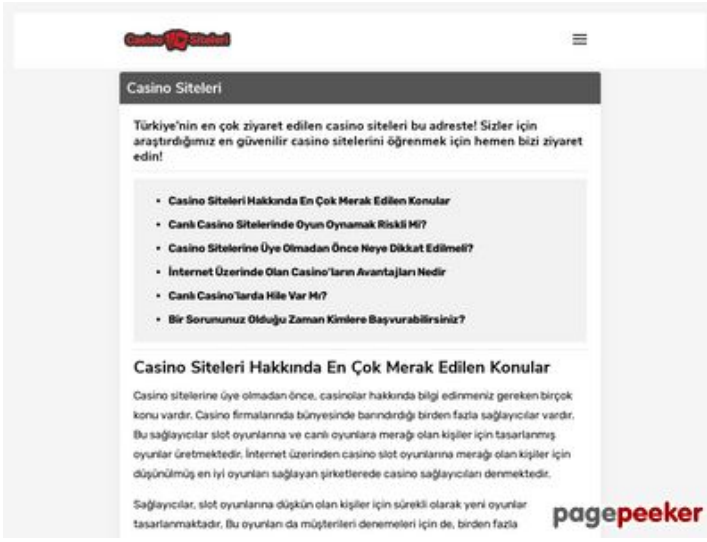 Casino Siteleri
Casino Siteleri
Türkiye'nin en çok ziyaret edilen casino siteleri bu adreste! Sizler için
araştırdığımız en güvenilir casino sitelerini öğrenmek için hemen bizi ziyaret
edin!
• Casino Siteleri Hakkında En Çok Merak Edilen Konular
• Canlı Casino Sitelerinde Oyun Oynamak Riskli Mi?
• Casino Sitelerine Üye Olmadan Önce Neye Dikkat Edilmeli?
• İnternet Üzerinde Olan Casino'ların Avantajları Nedir
• Canlı Casino'larda Hile Var Mı?
• Bir Sorununuz Olduğu Zaman Kimlere Başvurabilirsiniz?
Casino Siteleri Hakkında En Çok Merak Edilen Konular
Casino sitelerine üye olmadan önce, casinolar hakkında bilgi edinmeniz gereken birçok
konu vardır. Casino firmalarında bünyesinde barındırdığı birden fazla sağlayıcılar vardır.
Bu sağlayıcılar slot oyunlarına ve canlı oyunlara merağı olan kişiler için tasarlanmış
oyunlar üretmektedir. İnternet üzerinden casino slot oyunlarına merağı olan kişiler için
düşünülmüş en iyi oyunları sağlayan şirketlerede casino sağlayıcıları denmektedir.
Sağlayıcılar, slot oyunlarına düşkün olan kişiler için sürekli olarak yeni oyunlar
tasarlanmaktadır. Bu oyunları da müşterileri denemeleri için de, birden fazla
pagepeeker